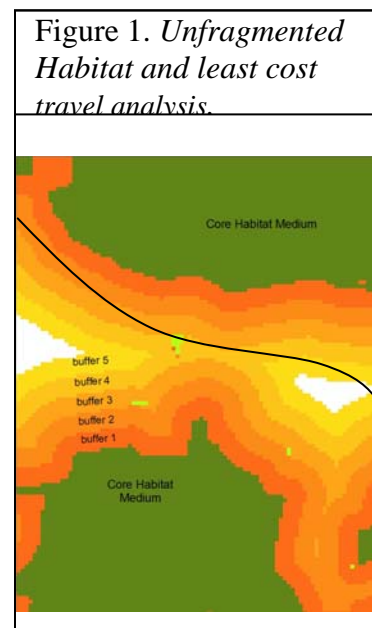 Figure 1. Unfragmented
Habitat and least cost
travel analysis.
Core Habitat Medium
buffer 5
buffer 4
buffer 3
buffer 2
buffer 1
Core Habitat
Medium